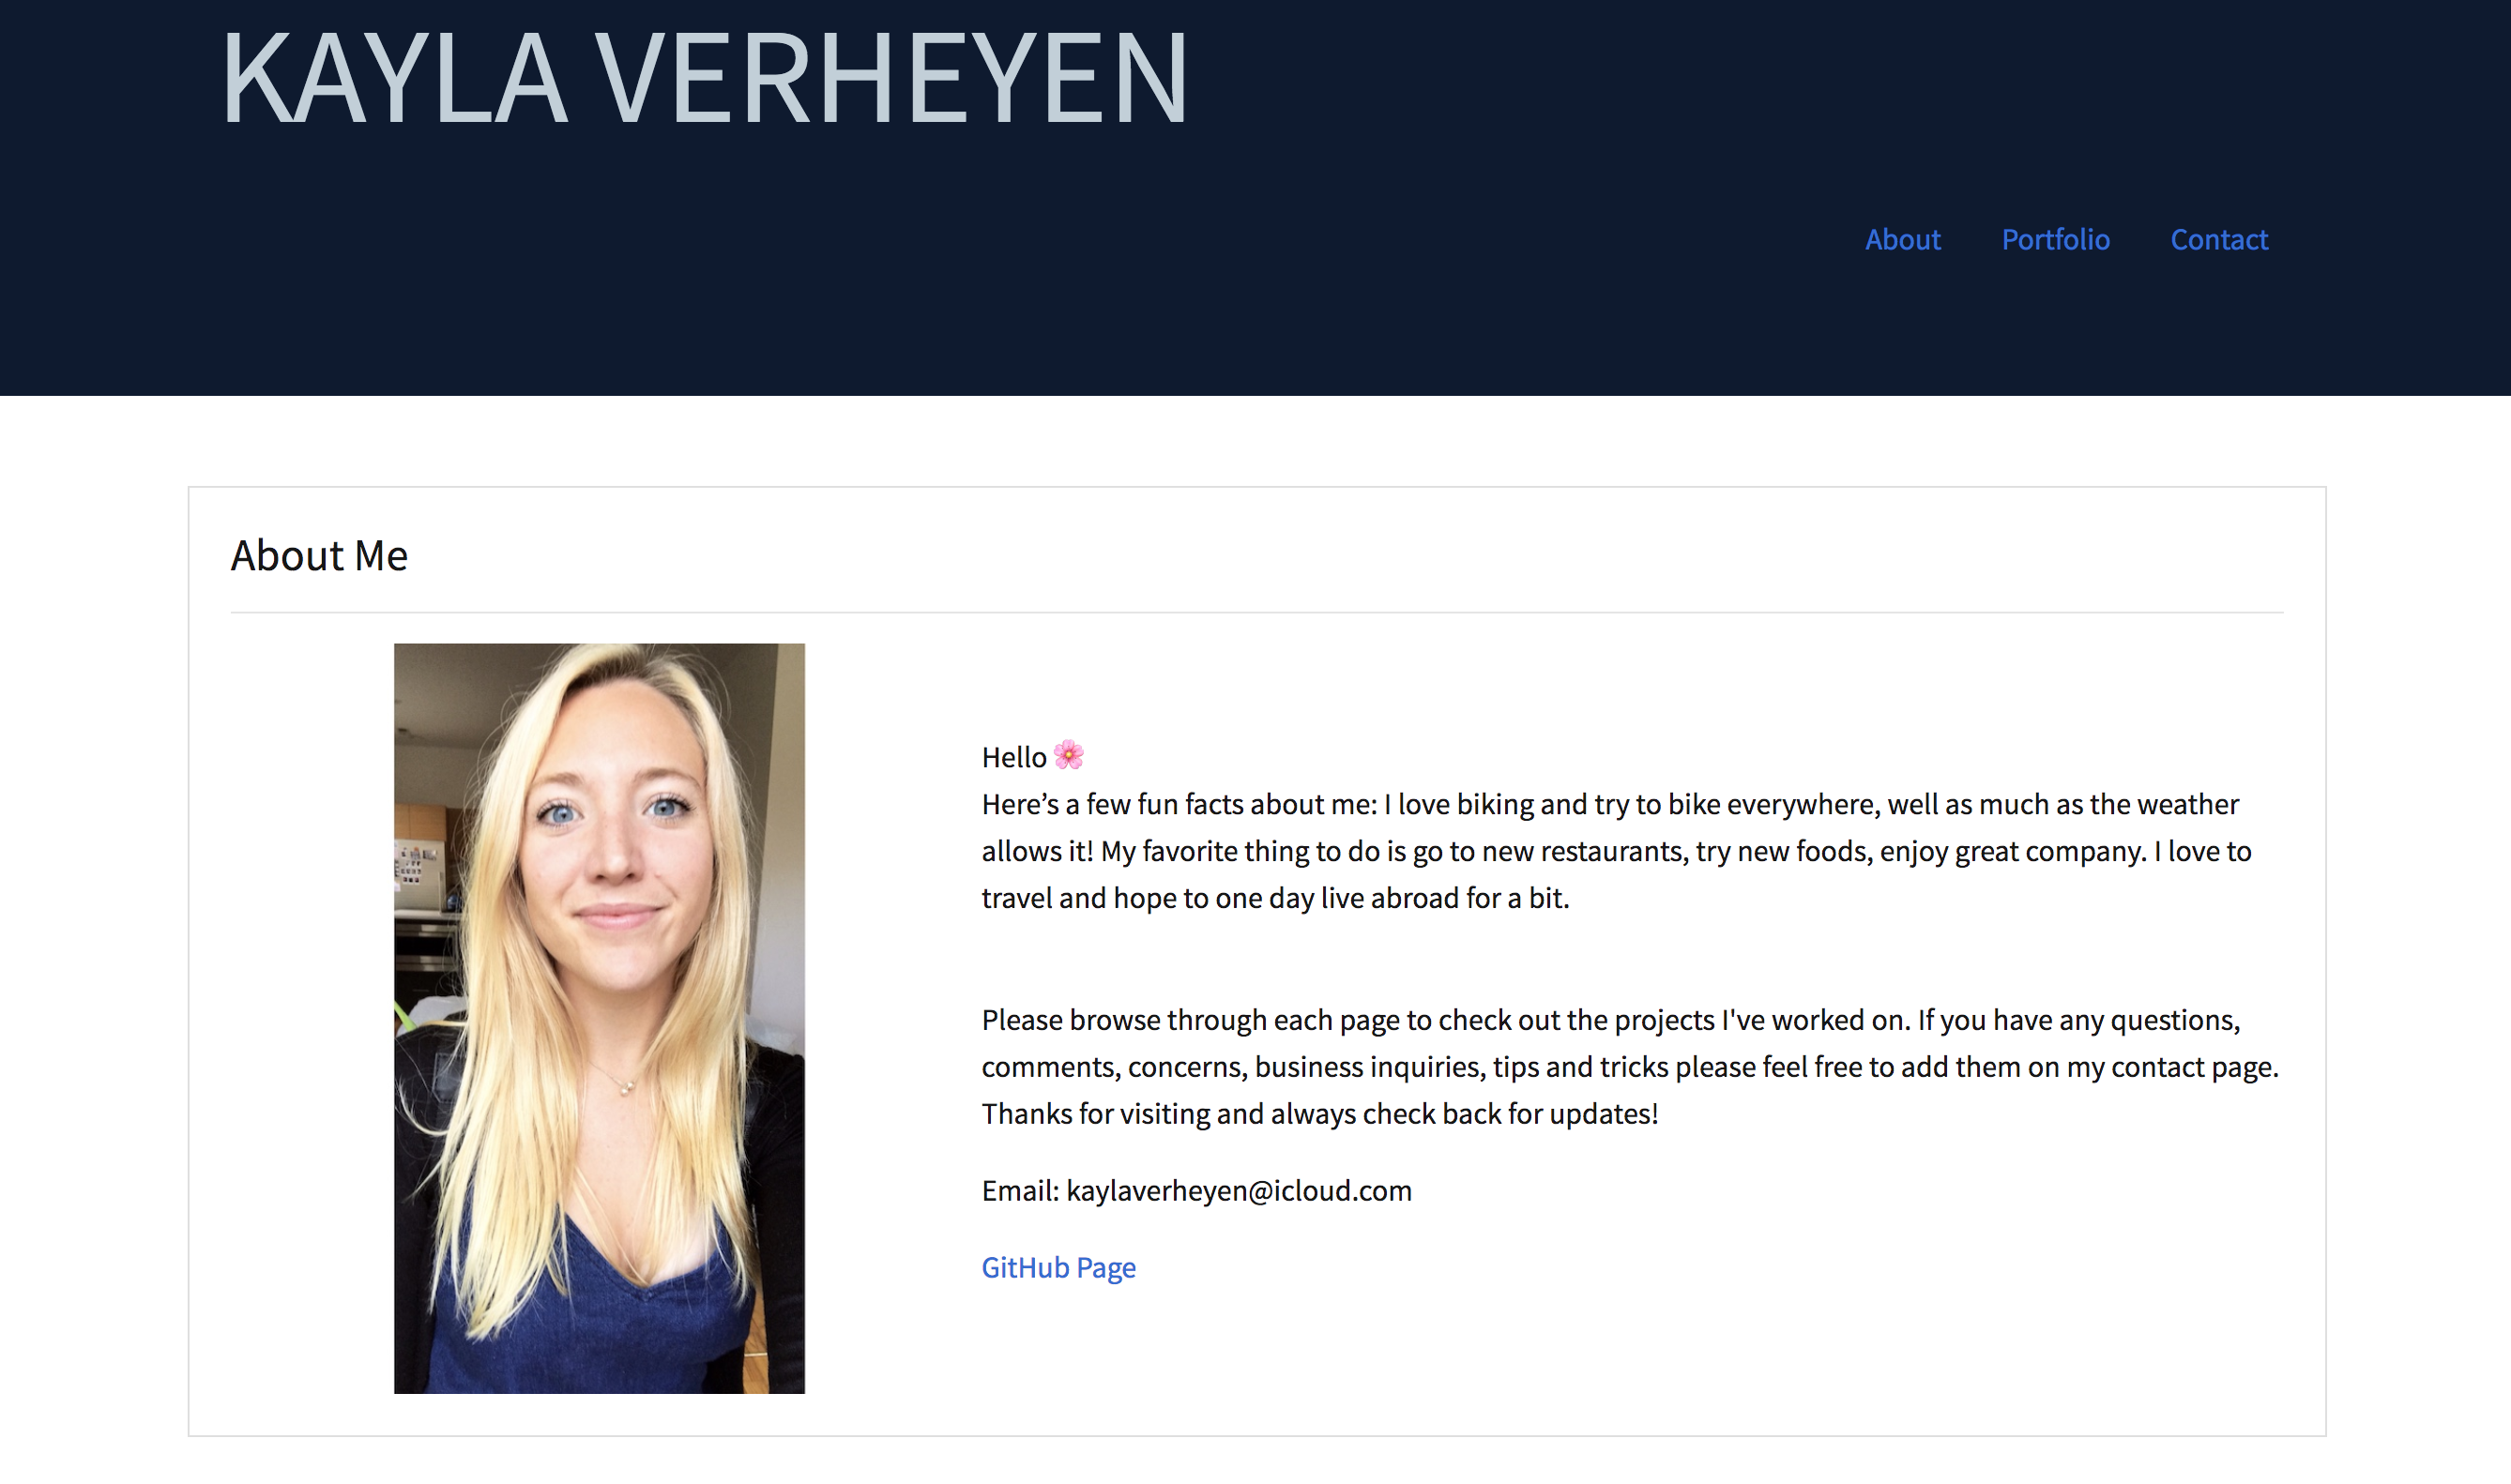 KAYLA VERHEYEN
About Portfolio Contact
About Me
Hello 🌸
Here’s a few fun facts about me: I love biking and try to bike everywhere, well as much as the weather
allows it! My favorite thing to do is go to new restaurants, try new foods, enjoy great company. I love to
travel and hope to one day live abroad for a bit.
Please browse through each page to check out the projects I've worked on. If you have any questions,
comments, concerns, business inquiries, tips and tricks please feel free to add them on my contact page.
Thanks for visiting and always check back for updates!
Email: kaylaverheyen@icloud.com
GitHub Page